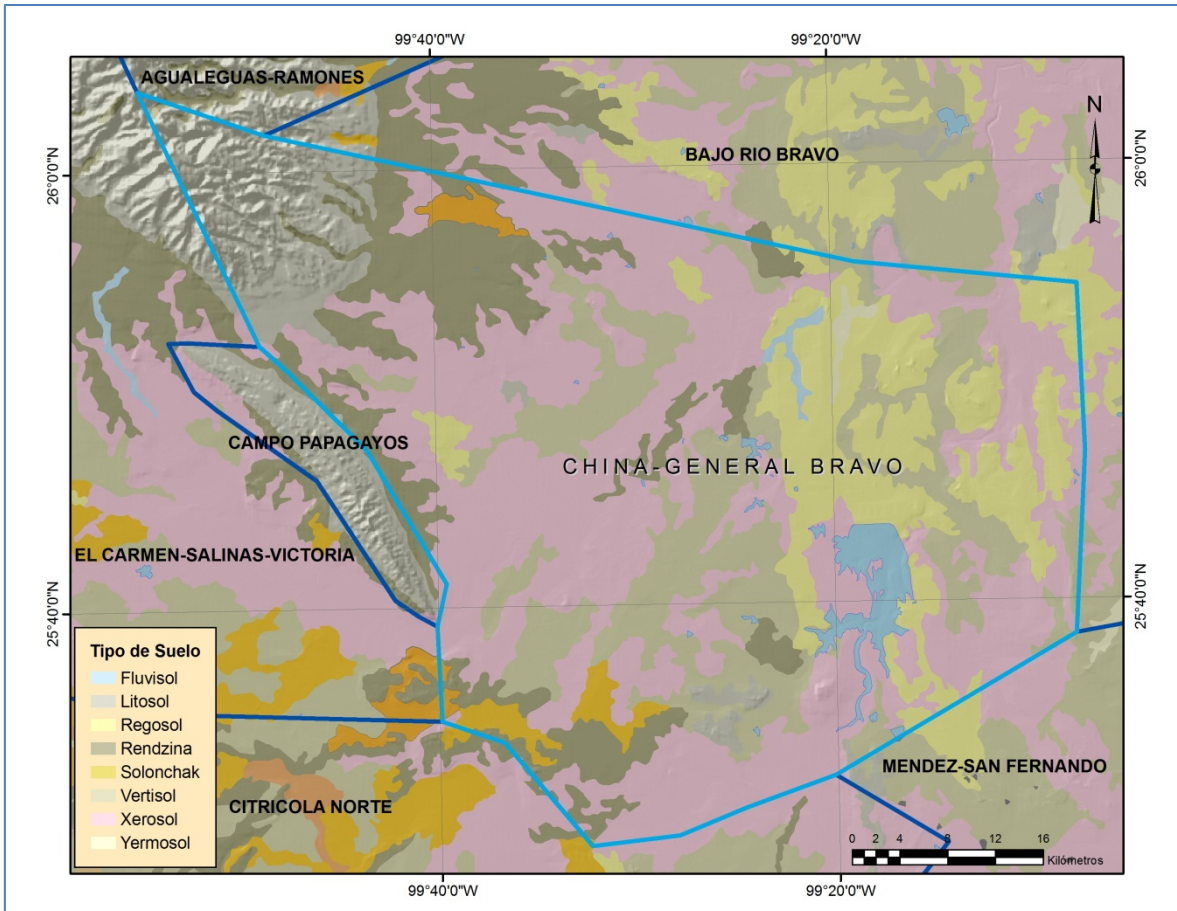 99°40'0"W
99°20'0"W
AGUALEGUAS-RAMONES
N
BAJO RIO BRAVO
26°0'0"N
26°0'0"N
CAMPO PAPAGAYOS
CHINA-GENERAL BRAVO
EL CARMEN-SALINAS-VICTORIA
25°40'0"N
25°40'0"N
Tipo de Suelo
Fluvisol
Litosol
Regosol
Rendzina
Solonchak
Vertisol
Xerosol
Yermosol
CITRICOLA NORTE
MENDEZ-SAN FERNANDO
0 2 4 8 12 16
Kilómetros
99°40'0"W
99°20'0"W